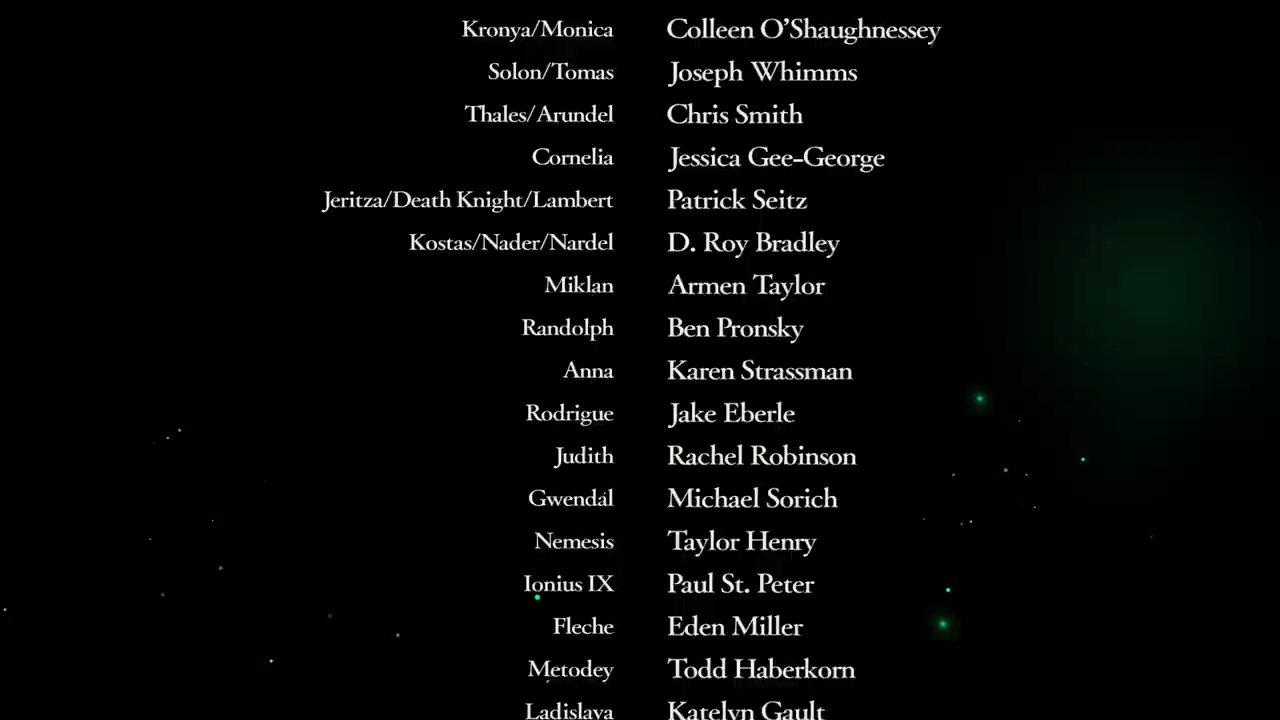 Kronya/Monica Colleen O'Shaughnessey
Solon/Tomas Joseph Whimms
Thales/Arundel Chris Smith
Cornelia Jessica Gee-George
Jeritza/Death Knight/Lambert Patrick Seitz
Kostas/Nader/Nardel D. Roy Bradley
Miklan Armen Taylor
Randolph Ben Pronsky
Anna Karen Strassman
Rodrigue Jake Eberle
Judith Rachel Robinson
Gwendal Michael Sorich
Nemesis Taylor Henry
Ionius IX Paul St. Peter
Fleche Eden Miller
Metodey Todd Haberkorn
Ladislava Katelyn Gault